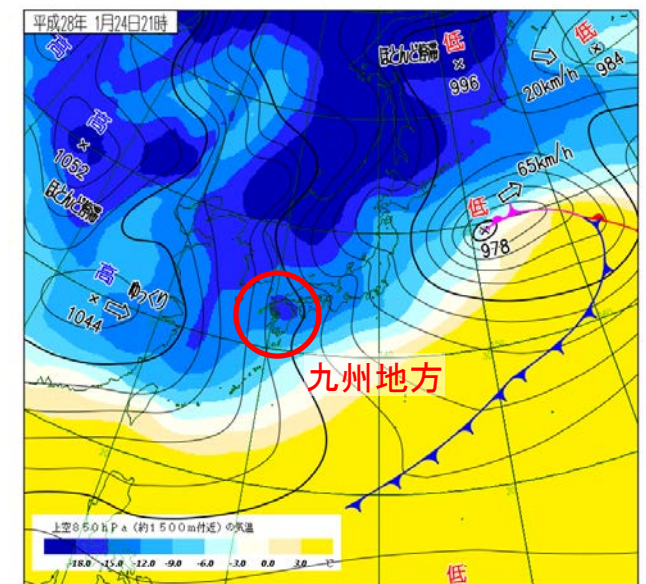 平成28年 1月24日21時
高
低
ほとんど停滞
×
996
低
×
984
20km/h
高
×
1052
ほとんど停滞
65km/h
低
×
978
高
ゆっくり
×
1044
九州地方
上空850hPa(約1500m付近)の気温
-18.0 -15.0 -12.0 -9.0 -6.0 -3.0 0.0 3.0 ℃
低